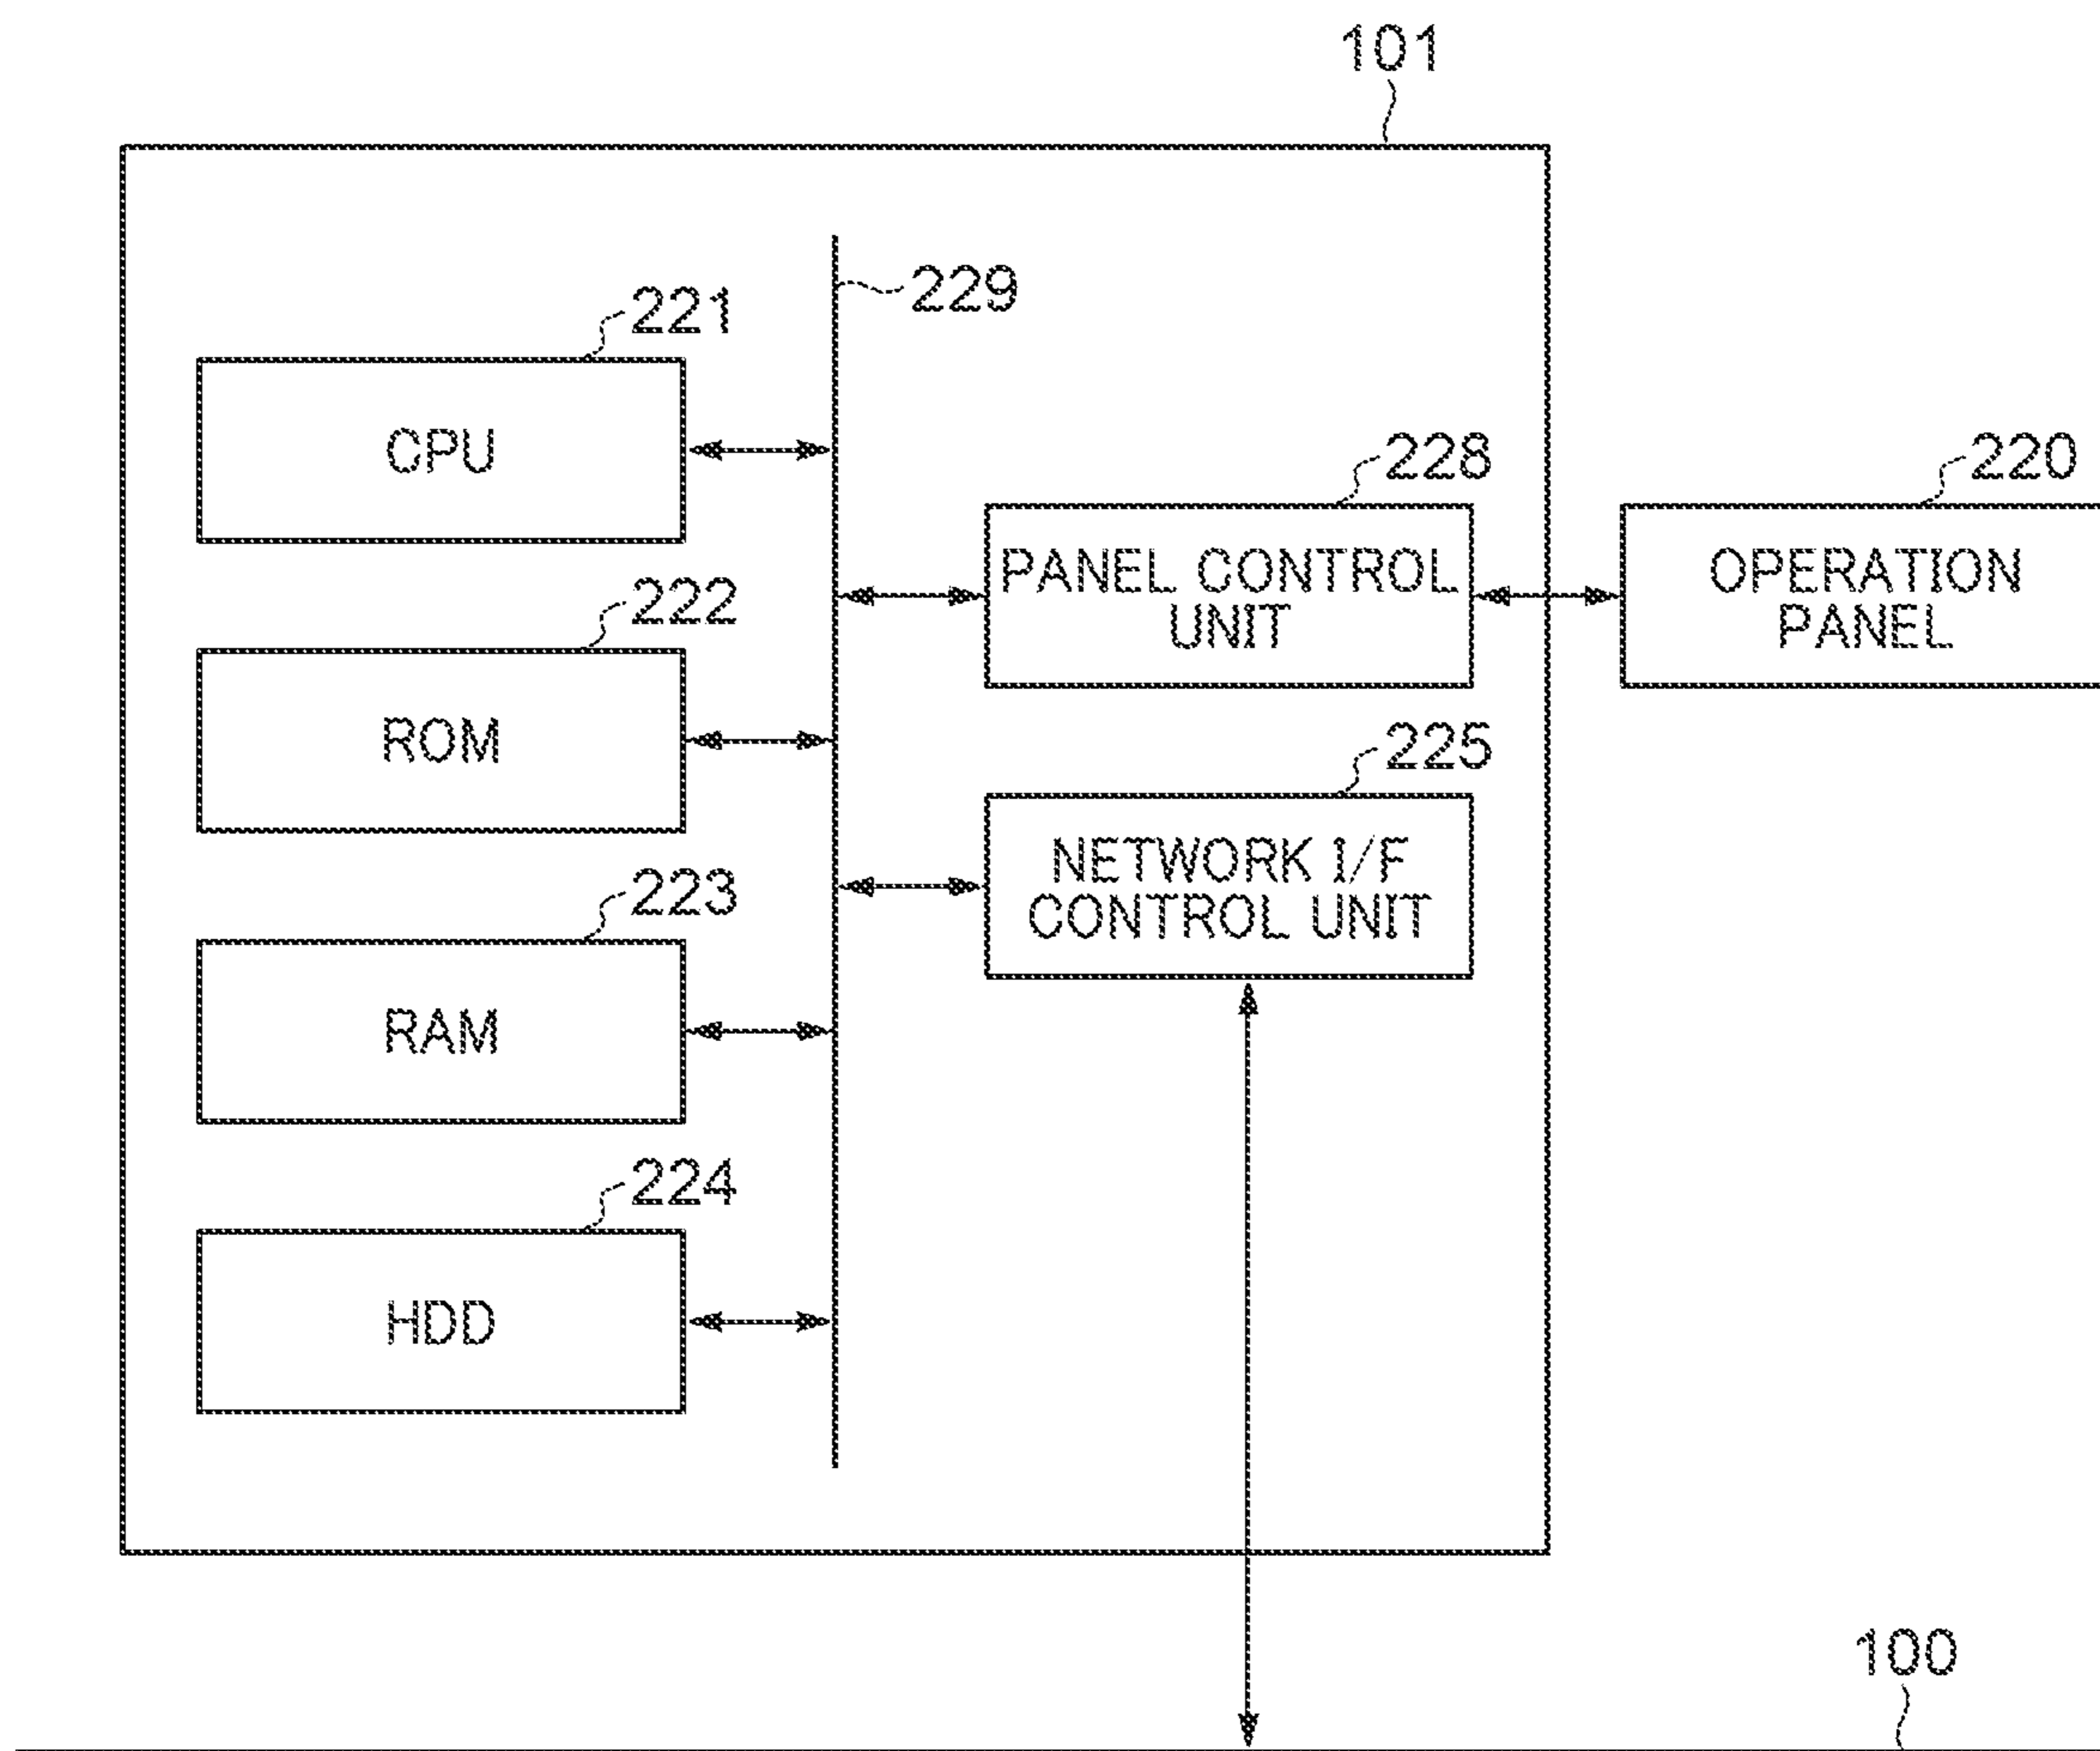 101
229
221
CPU
228
PANEL CONTROL
UNIT
220
OPERATION
PANEL
222
ROM
225
NETWORK I/F
CONTROL UNIT
223
RAM
224
HDD
100